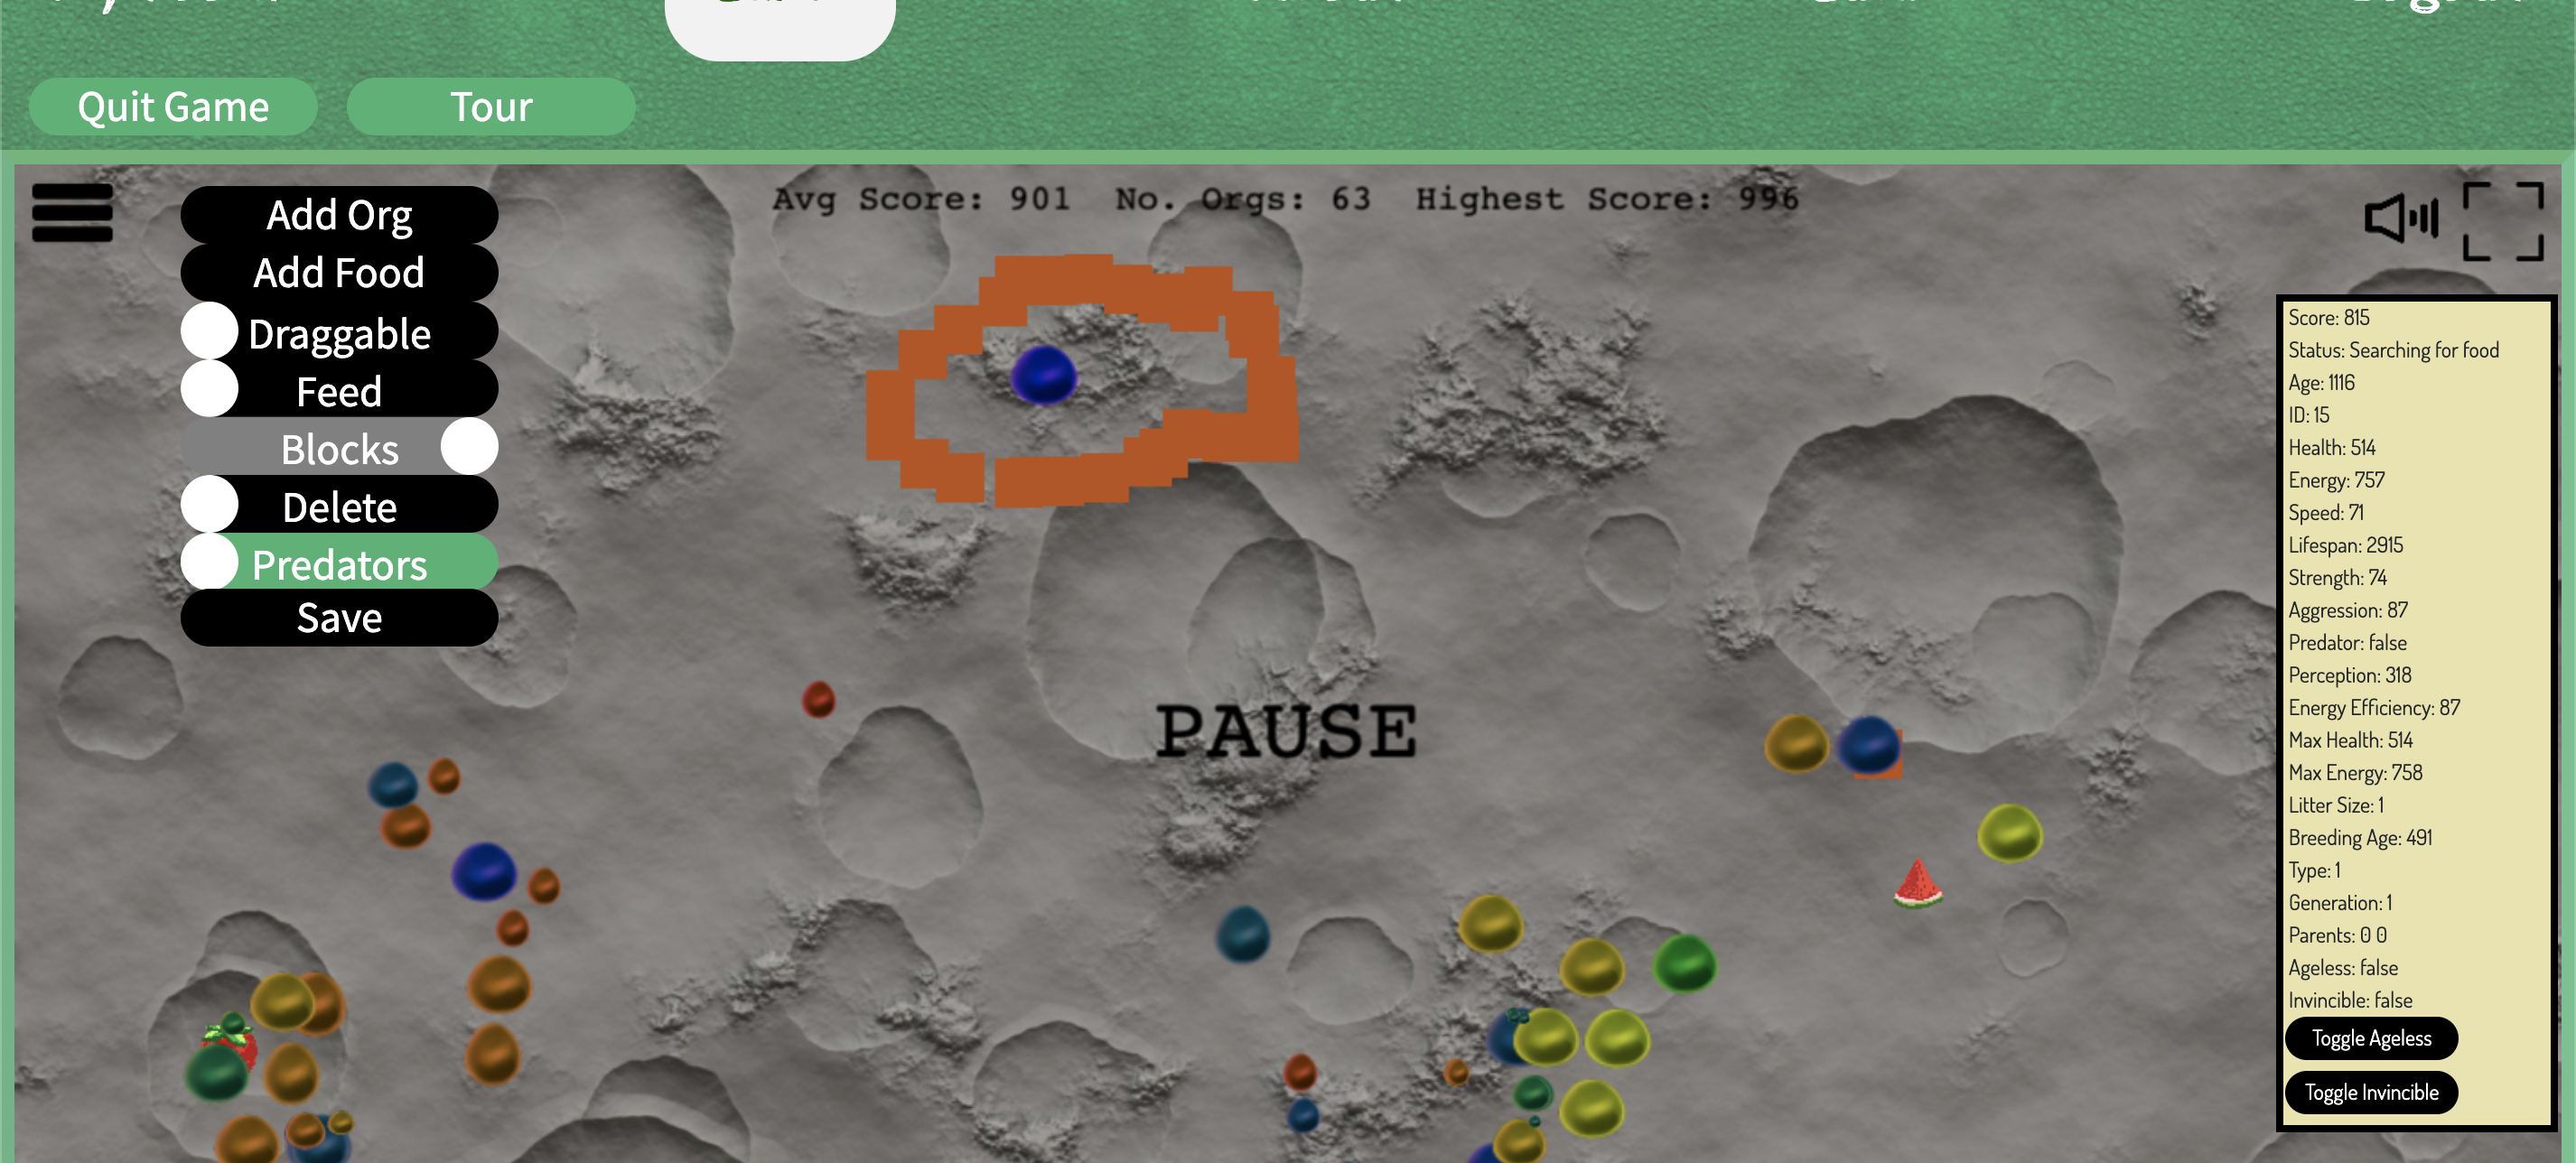 Quit Game
Tour
Avg Score: 901 No. Orgs: 63 Highest Score: 996
Add Org
Add Food
Draggable
Feed
Blocks
Delete
Predators
Save
PAUSE
Score: 815
Status: Searching for food
Age: 1116
ID: 15
Health: 514
Energy: 757
Speed: 71
Lifespan: 2915
Strength: 74
Aggression: 87
Predator: false
Perception: 318
Energy Efficiency: 87
Max Health: 514
Max Energy: 758
Litter Size: 1
Breeding Age: 491
Type: 1
Generation: 1
Parents: 0 0
Ageless: false
Invincible: false
Toggle Ageless
Toggle Invincible